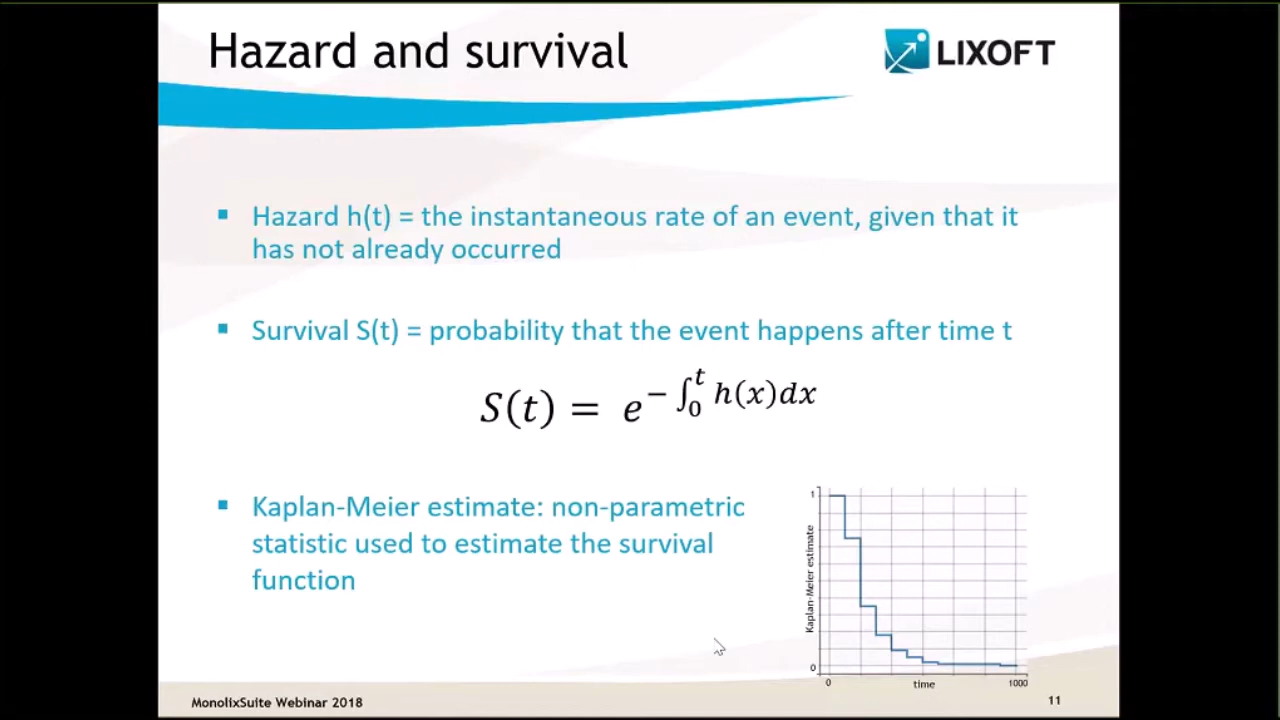 Hazard and survival
LIXOFT
▪ Hazard h(t) = the instantaneous rate of an event, given that it
has not already occurred
▪ Survival S(t) = probability that the event happens after time t
S(t) = e^{-∫_0^t h(x)dx}
▪ Kaplan-Meier estimate: non-parametric
statistic used to estimate the survival
function
1
Kaplan-Meier estimate
0
0
time
1000
MonolixSuite Webinar 2018
11